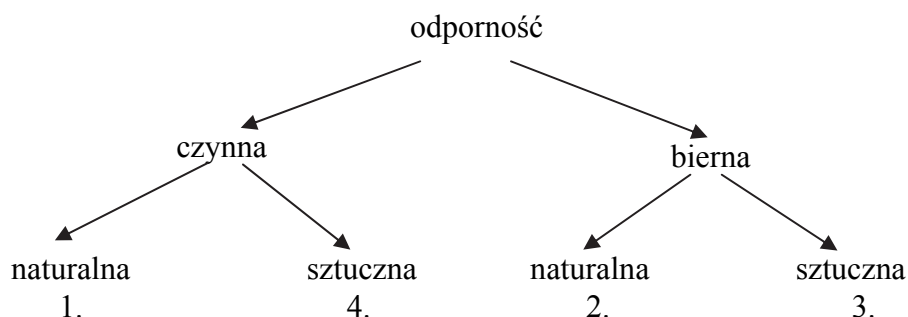 odporność
czynna
bierna
naturalna sztuczna naturalna sztuczna
1. 4. 2. 3.